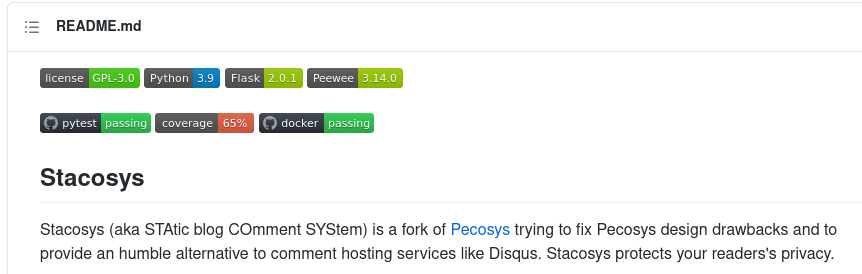 README.md
license GPL-3.0 Python 3.9 Flask 2.0.1 Peewee 3.14.0
pytest passing coverage 65% docker passing
Stacosys
Stacosys (aka STAtic blog COmment SYStem) is a fork of Pecosys trying to fix Pecosys design drawbacks and to
provide an humble alternative to comment hosting services like Disqus. Stacosys protects your readers's privacy.